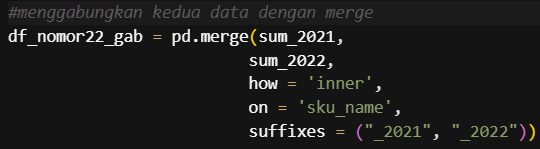 #menggabungkan kedua data dengan merge
df_nomor22_gab = pd.merge(sum_2021,
sum_2022,
how = 'inner',
on = 'sku_name',
suffixes = ("_2021", "_2022"))